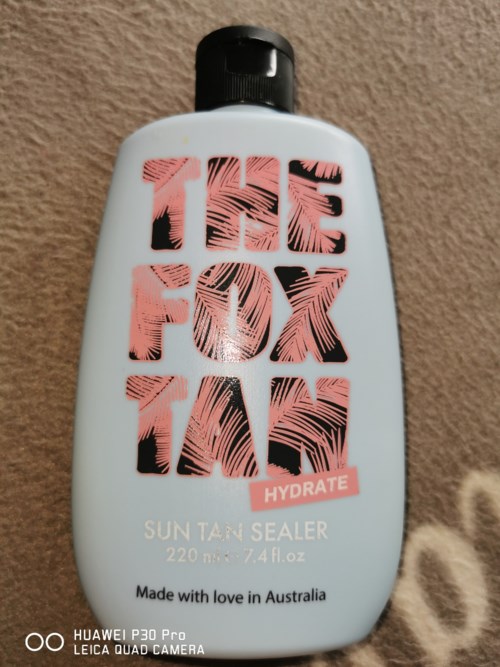 THE
FOX
TAN
HYDRATE
SUN TAN SEALER
220 7.4 fl.oz
Made with love in Australia
HUAWEI P30 Pro
LEICA QUAD CAMERA